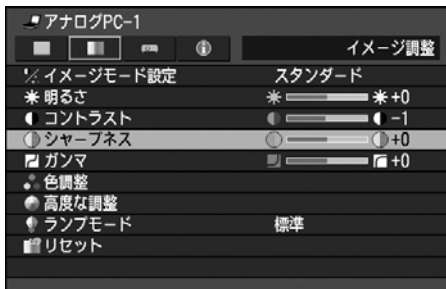 アナログPC-1
イメージ調整
イメージモード設定 スタンダード
明るさ +0
コントラスト -1
シャープネス +0
ガンマ +0
色調整
高度な調整
ランプモード 標準
リセット